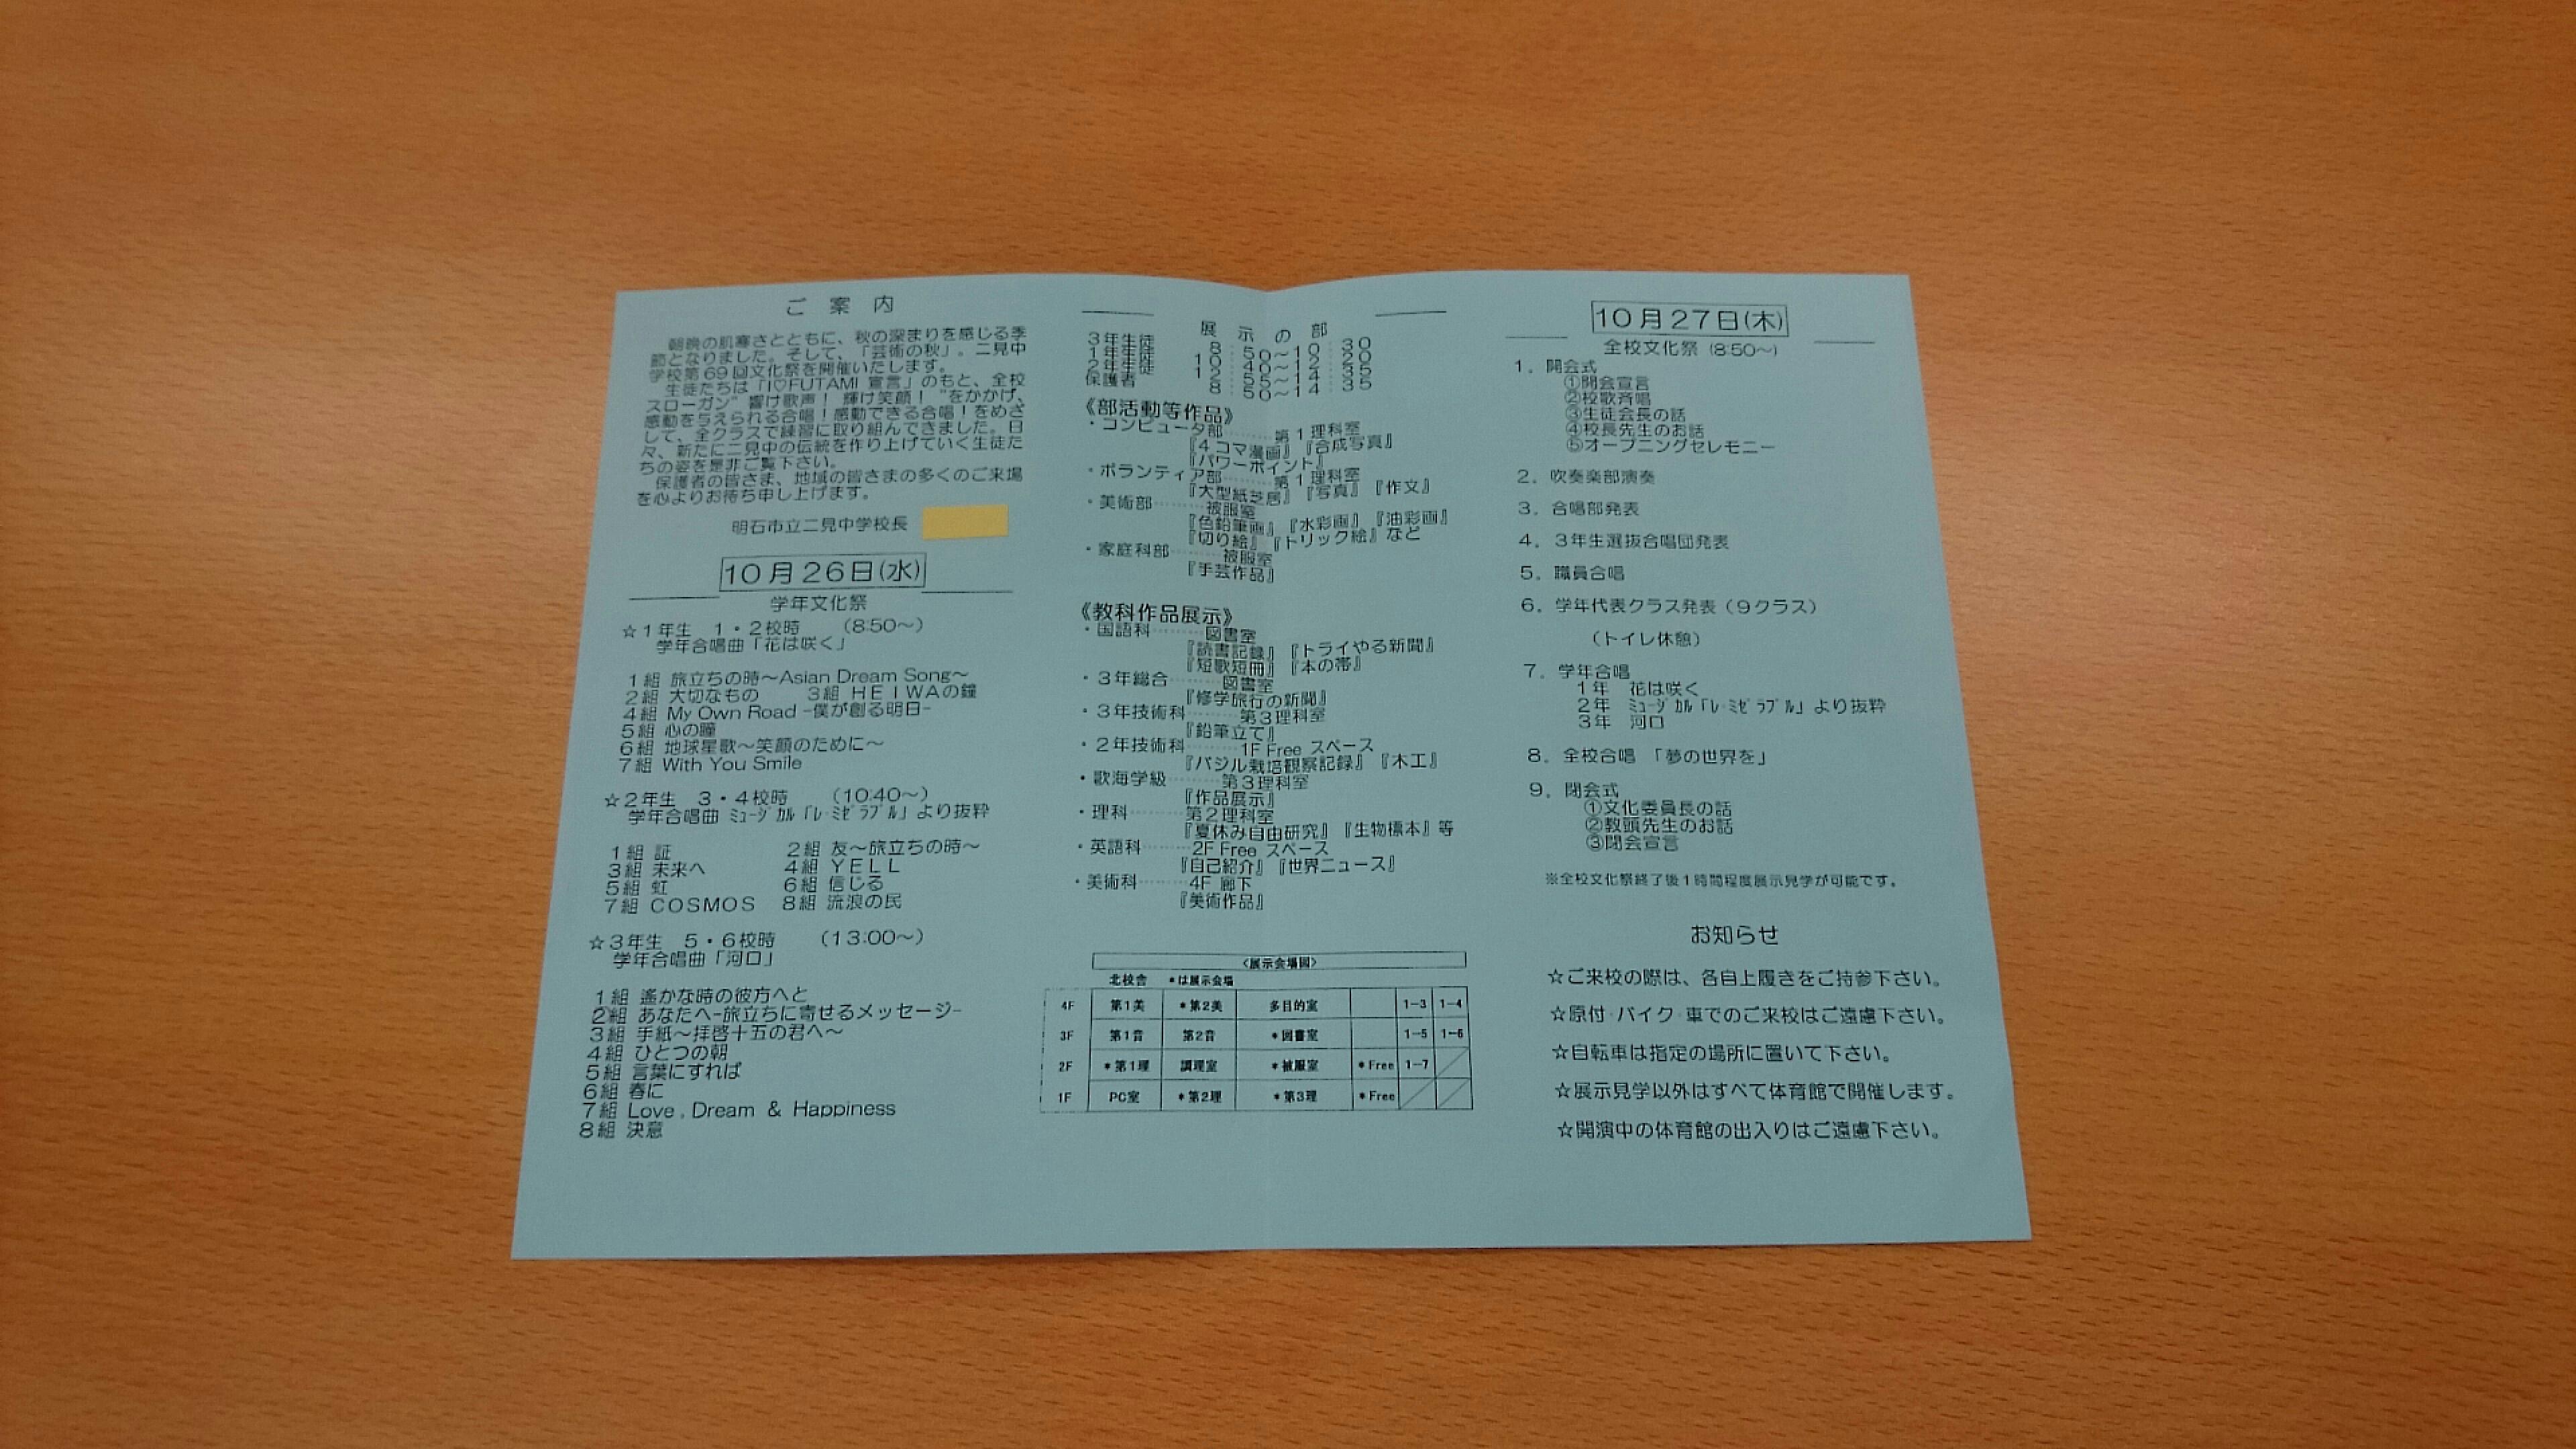 ご 案 内
朝晩の肌寒さとともに、秋の深まりを感じる季
節となりました。そして、「芸術の秋」。二見中
学校第69回文化祭を開催いたします。
生徒たちは「I♡FUTAMI 宣言」のもと、全校
スローガン“響け歌声！輝け笑顔！”をかかげ、
感動を与えられる合唱！感動できる合唱！をめざ
して、全クラスで練習に取り組んできました。日
々、新たに二見中の伝統を作り上げていく生徒た
ちの姿を是非ご覧下さい。
保護者の皆さま、地域の皆さまの多くのご来場
を心よりお待ち申し上げます。
明石市立二見中学校長
10月26日(水)
学年文化祭
☆1年生 1・2校時 (8:50～)
学年合唱曲「花は咲く」
1組 旅立ちの時～Asian Dream Song～
2組 大切なもの 3組 HEIWAの鐘
4組 My Own Road -僕が創る明日-
5組 心の瞳
6組 地球星歌～笑顔のために～
7組 With You Smile
☆2年生 3・4校時 (10:40～)
学年合唱曲 ﾐｭｰｼﾞｶﾙ「ﾚ・ﾐｾﾞﾗﾌﾞﾙ」より抜粋
1組 証 2組 友～旅立ちの時～
3組 未来へ 4組 YELL
5組 虹 6組 信じる
7組 COSMOS 8組 流浪の民
☆3年生 5・6校時 (13:00～)
学年合唱曲「河口」
1組 遙かな時の彼方へと
2組 あなたへ-旅立ちに寄せるメッセージ-
3組 手紙～拝啓十五の君へ～
4組 ひとつの朝
5組 言葉にすれば
6組 春に
7組 Love , Dream & Happiness
8組 決意
展 示 の 部
3年生徒 8：50～10：30
1年生徒 10：40～12：20
2年生徒 12：55～14：35
保護者 8：50～14：35
《部活動等作品》
・コンピュータ部……第1理科室
『4コマ漫画』『合成写真』
『パワーポイント』
・ボランティア部……第1理科室
『大型紙芝居』『写真』『作文』
・美術部……被服室
『色鉛筆画』『水彩画』『油彩画』
『切り絵』『トリック絵』など
・家庭科部……被服室
『手芸作品』
《教科作品展示》
・国語科……図書室
『読書記録』『トライやる新聞』
『短歌短冊』『本の帯』
・3年総合……図書室
『修学旅行の新聞』
・3年技術科……第3理科室
『鉛筆立て』
・2年技術科……1F Free スペース
『バジル栽培観察記録』『木工』
・歌海学級……第3理科室
『作品展示』
・理科……第2理科室
『夏休み自由研究』『生物標本』等
・英語科……2F Free スペース
『自己紹介』『世界ニュース』
・美術科……4F 廊下
『美術作品』
<展示会場図>
北校舎 *は展示会場
4F 第1美 *第2美 多目的室 1-3 1-4
3F 第1音 第2音 *図書室 1-5 1-6
2F *第1理 調理室 *被服室 *Free 1-7
1F PC室 *第2理 *第3理 *Free
10月27日(木)
全校文化祭 (8:50～)
1．開会式
①開会宣言
②校歌斉唱
③生徒会長の話
④校長先生のお話
⑤オープニングセレモニー
2．吹奏楽部演奏
3．合唱部発表
4．3年生選抜合唱団発表
5．職員合唱
6．学年代表クラス発表（9クラス）
（トイレ休憩）
7．学年合唱
1年 花は咲く
2年 ﾐｭｰｼﾞｶﾙ「ﾚ・ﾐｾﾞﾗﾌﾞﾙ」より抜粋
3年 河口
8．全校合唱 「夢の世界を」
9．閉会式
①文化委員長の話
②教頭先生のお話
③閉会宣言
※全校文化祭終了後1時間程度展示見学が可能です。
お知らせ
☆ご来校の際は、各自上履きをご持参下さい。
☆原付・バイク・車でのご来校はご遠慮下さい。
☆自転車は指定の場所に置いて下さい。
☆展示見学以外はすべて体育館で開催します。
☆開演中の体育館の出入りはご遠慮下さい。